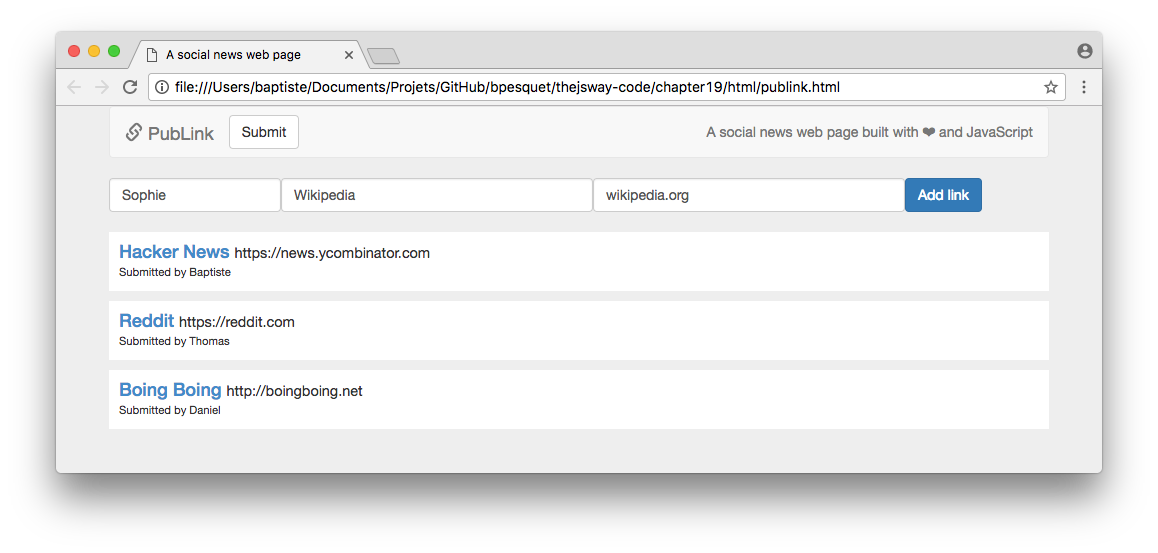 A social news web page
file:///Users/baptiste/Documents/Projets/GitHub/bpesquet/thejsway-code/chapter19/html/publink.html
PubLink Submit A social news web page built with ❤ and JavaScript
Sophie Wikipedia wikipedia.org Add link
Hacker News https://news.ycombinator.com
Submitted by Baptiste
Reddit https://reddit.com
Submitted by Thomas
Boing Boing http://boingboing.net
Submitted by Daniel